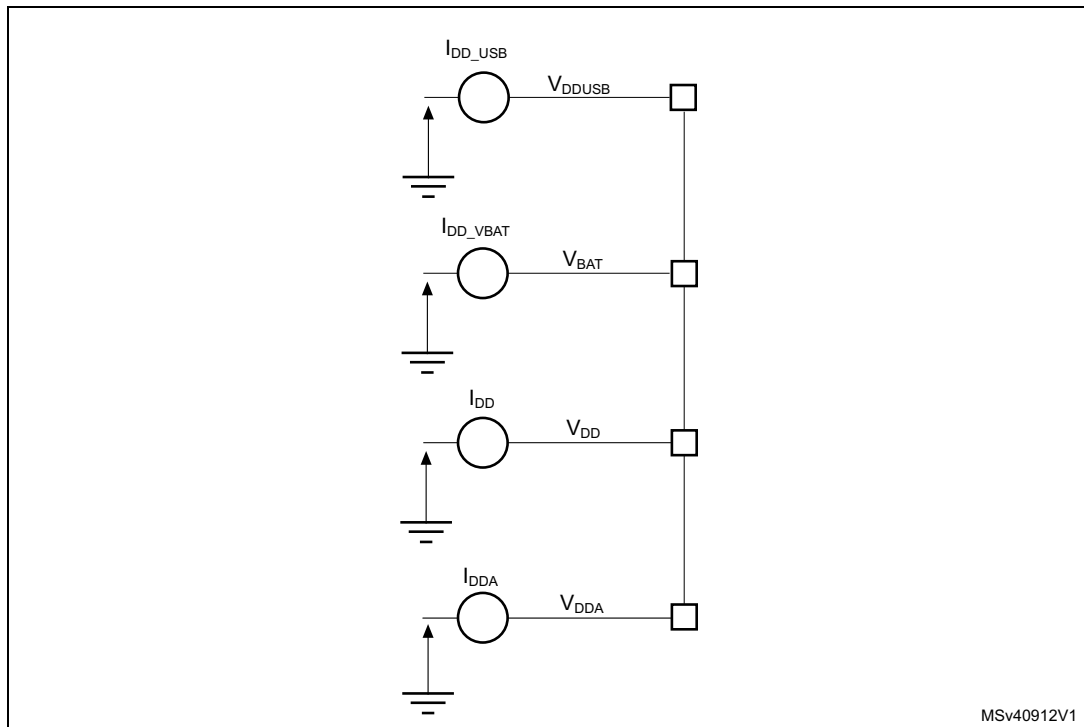 I_DD_USB
V_DDUSB
I_DD_VBAT
V_BAT
I_DD
V_DD
I_DDA
V_DDA
MSv40912V1